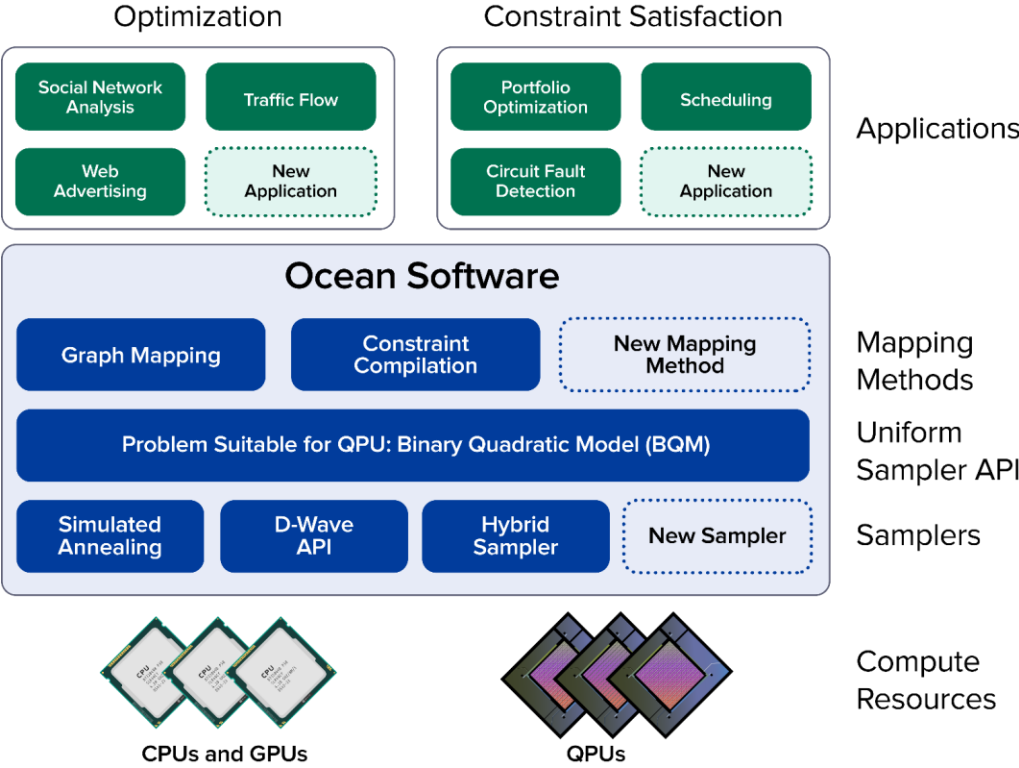 Optimization
Constraint Satisfaction
Social Network
Analysis
Traffic Flow
Portfolio
Optimization
Scheduling
Applications
Web
Advertising
New
Application
Circuit Fault
Detection
New
Application
Ocean Software
Graph Mapping
Constraint
Compilation
New Mapping
Method
Mapping
Methods
Problem Suitable for QPU: Binary Quadratic Model (BQM)
Uniform
Sampler API
Simulated
Annealing
D-Wave
API
Hybrid
Sampler
New Sampler
Samplers
CPU
CPU
CPU
Compute
Resources
CPUs and GPUs
QPUs